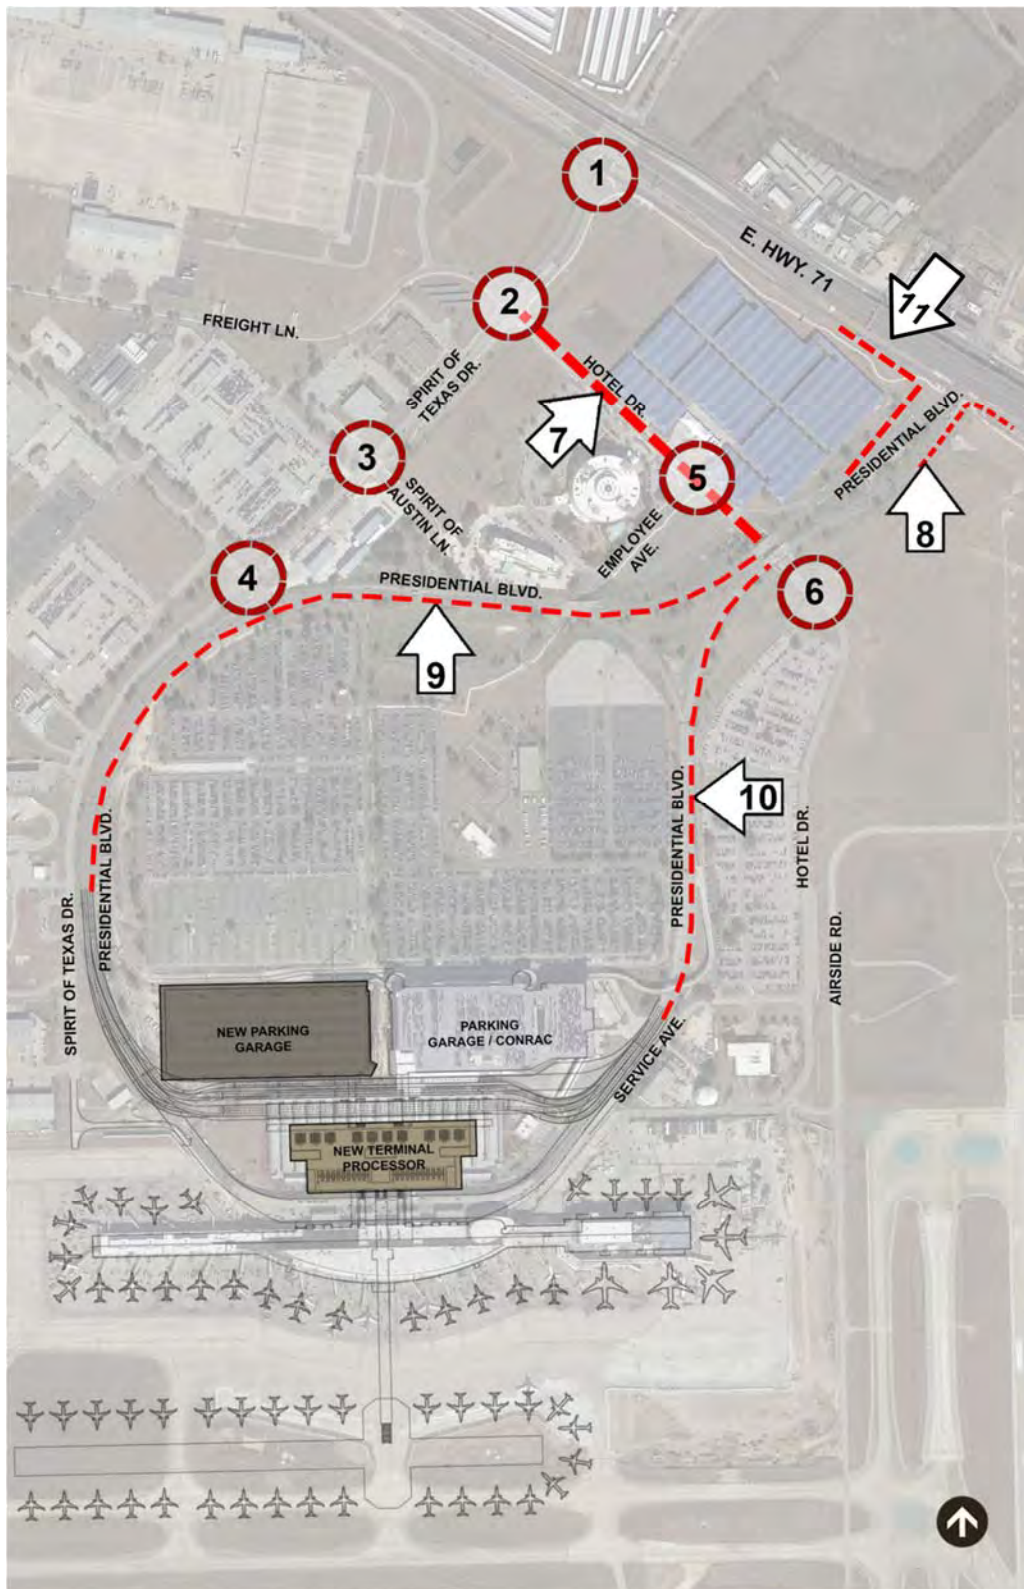 1
E. HWY. 71
2
11
FREIGHT LN.
SPIRIT OF
TEXAS DR.
HOTEL DR.
7
PRESIDENTIAL BLVD.
3
5
8
SPIRIT OF
AUSTIN LN.
EMPLOYEE
AVE.
4
PRESIDENTIAL BLVD.
6
9
10
PRESIDENTIAL BLVD.
PRESIDENTIAL BLVD.
HOTEL DR.
SPIRIT OF TEXAS DR.
AIRSIDE RD.
NEW PARKING
GARAGE
PARKING
GARAGE / CONRAC
SERVICE AVE.
NEW TERMINAL
PROCESSOR